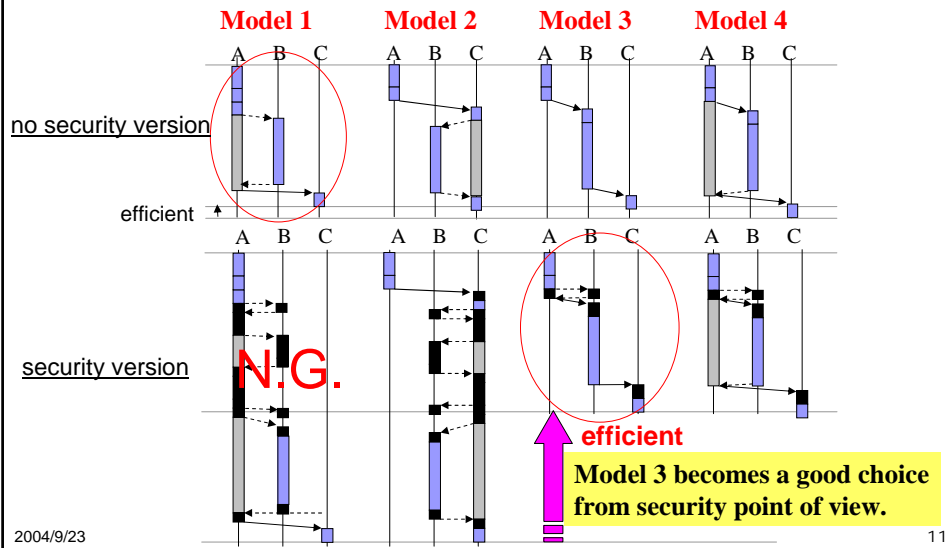 Model 1 Model 2 Model 3 Model 4
A B C A B C A B C A B C
no security version
efficient
A B C A B C A B C A B C
security version
N.G.
efficient
Model 3 becomes a good choice
from security point of view.
2004/9/23 11